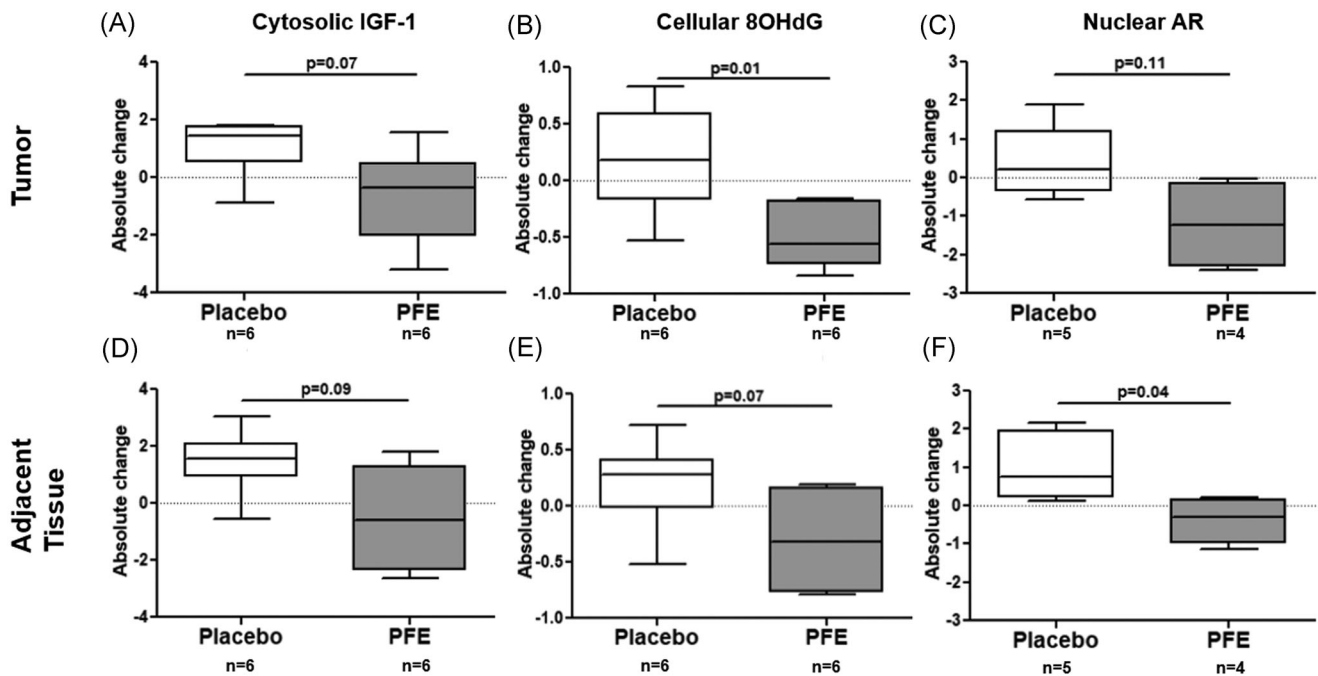 (A)
Cytosolic IGF-1
(B)
Cellular 8OHdG
(C)
Nuclear AR
Tumor
Absolute change
4
2
0
-2
-4
p=0.07
Placebo
PFE
n=6
n=6
Absolute change
1.0
0.5
0.0
-0.5
-1.0
p=0.01
Placebo
PFE
n=6
n=6
Absolute change
3
2
1
0
-1
-2
-3
p=0.11
Placebo
PFE
n=5
n=4
Adjacent
Tissue
(D)
Absolute change
4
2
0
-2
-4
p=0.09
Placebo
PFE
n=6
n=6
(E)
Absolute change
1.0
0.5
0.0
-0.5
-1.0
p=0.07
Placebo
PFE
n=6
n=6
(F)
Absolute change
3
2
1
0
-1
-2
-3
p=0.04
Placebo
PFE
n=5
n=4